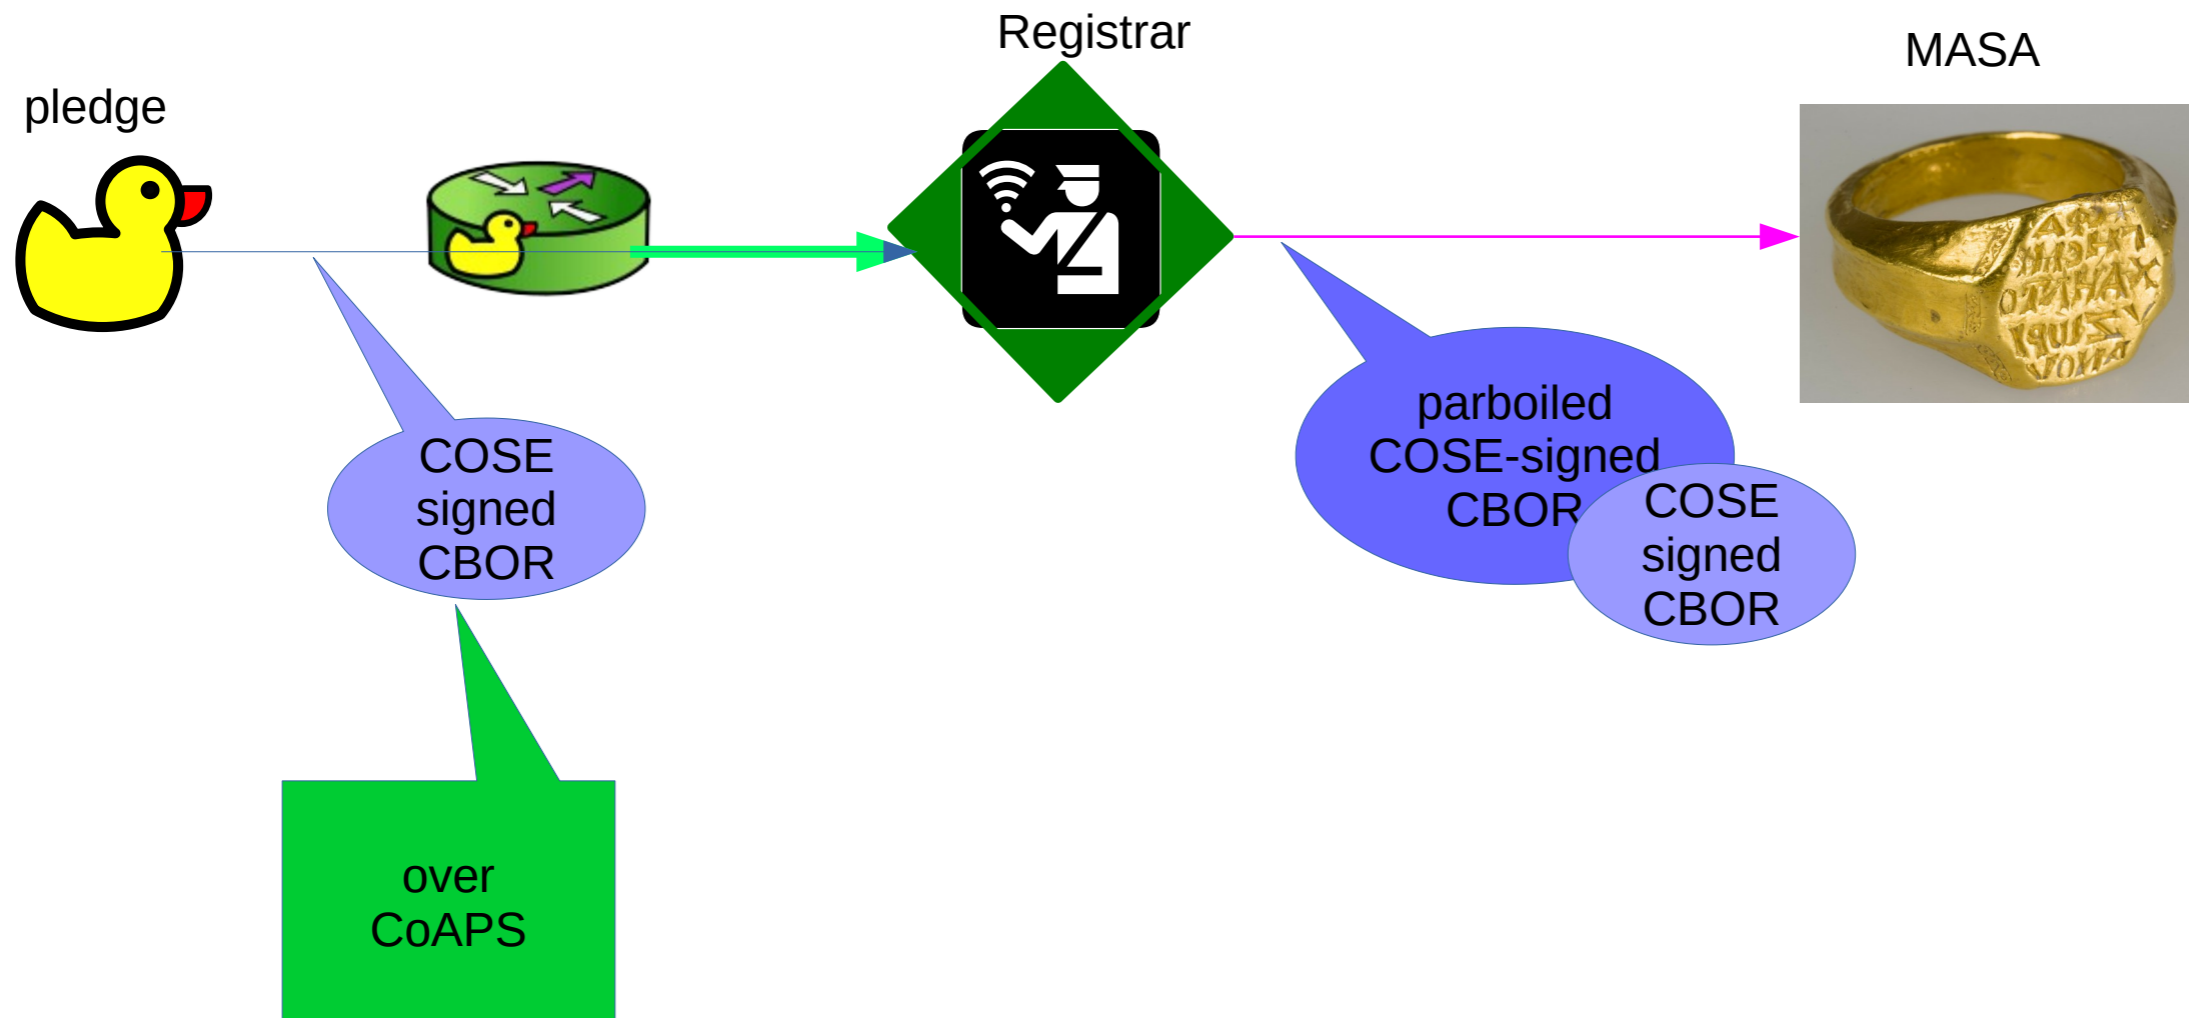 Registrar
MASA
pledge
parboiled
COSE-signed
CBOR
COSE
signed
CBOR
COSE
signed
CBOR
over
CoAPS